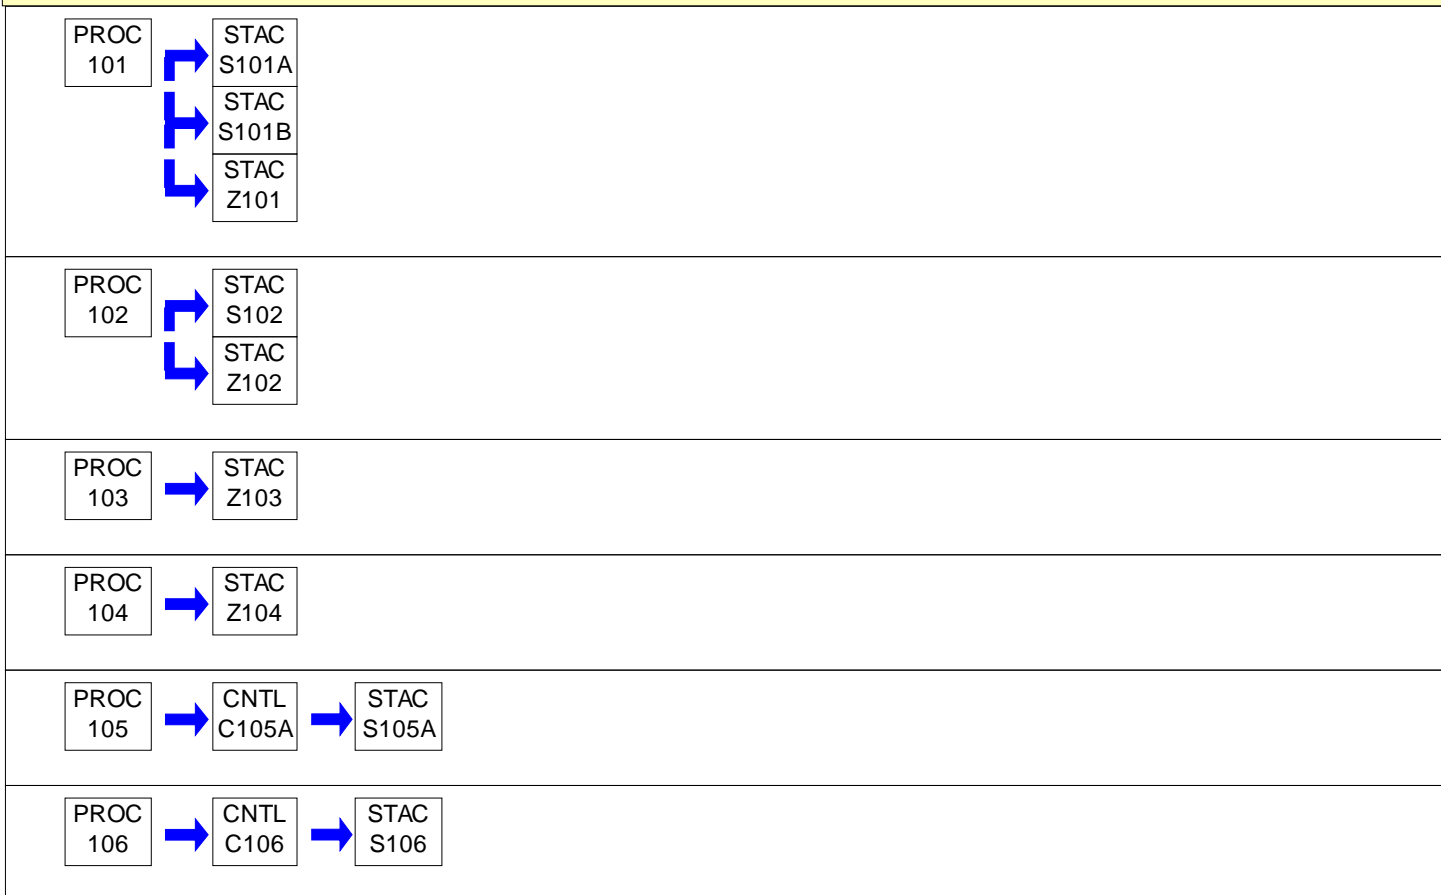 PROC
101
STAC
S101A
STAC
S101B
STAC
Z101
PROC
102
STAC
S102
STAC
Z102
PROC
103
STAC
Z103
PROC
104
STAC
Z104
PROC
105
CNTL
C105A
STAC
S105A
PROC
106
CNTL
C106
STAC
S106